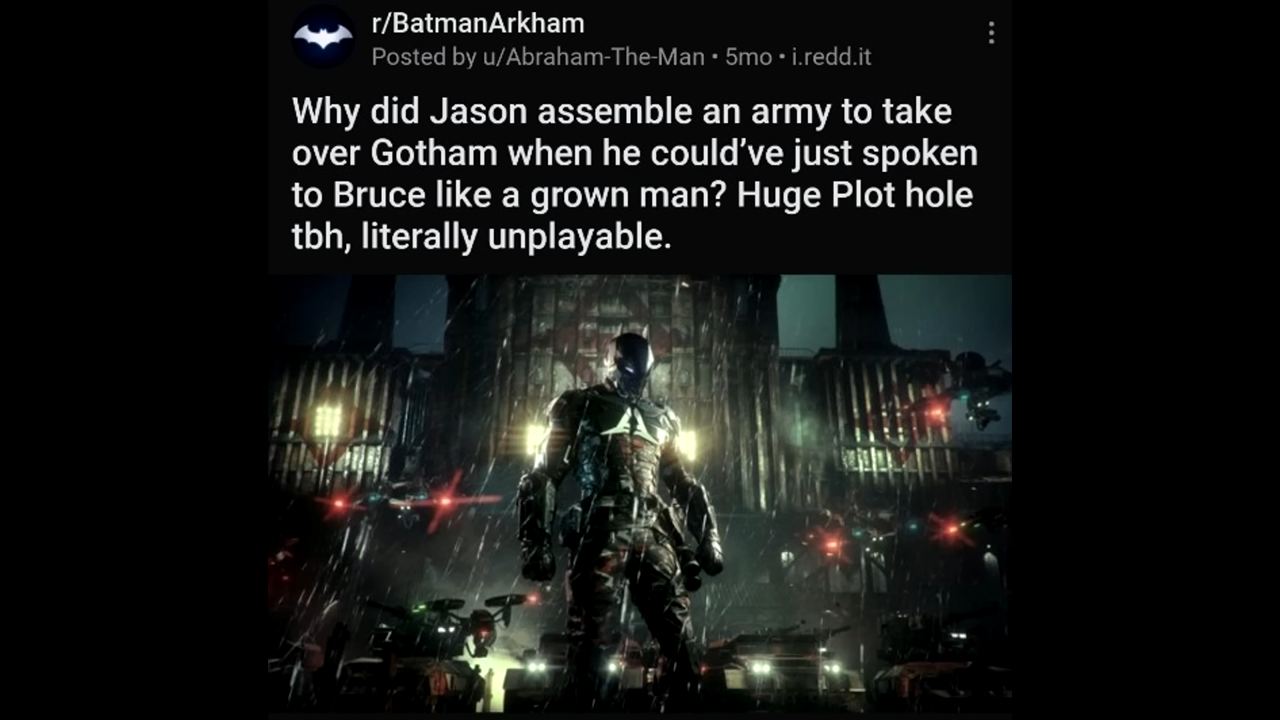 r/BatmanArkham
Posted by u/Abraham-The-Man • 5mo • i.redd.it
Why did Jason assemble an army to take
over Gotham when he could’ve just spoken
to Bruce like a grown man? Huge Plot hole
tbh, literally unplayable.